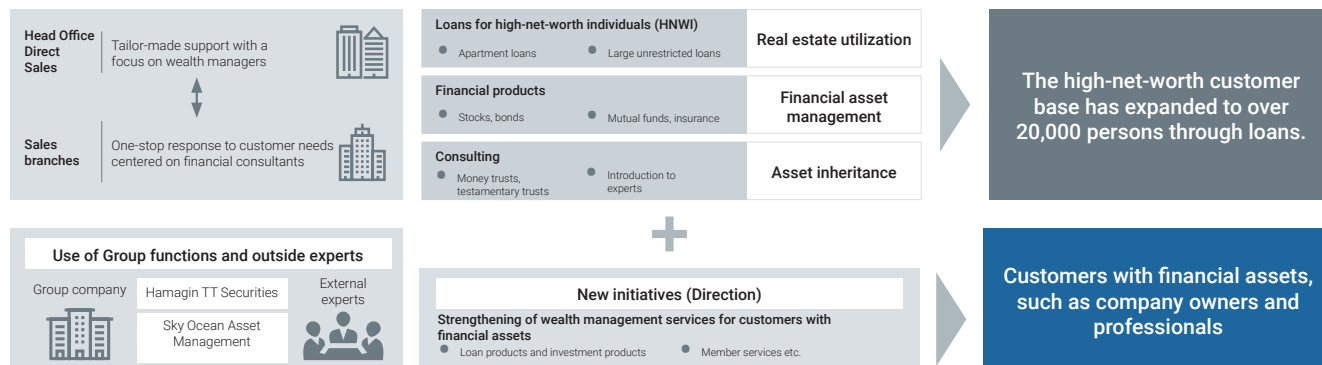 Head Office
Direct
Sales
Tailor-made support with a
focus on wealth managers
Sales
branches
One-stop response to customer needs
centered on financial consultants
Loans for high-net-worth individuals (HNWI)
Apartment loans
Large unrestricted loans
Real estate utilization
Financial products
Stocks, bonds
Mutual funds, insurance
Financial asset
management
Consulting
Money trusts,
testamentary trusts
Introduction to
experts
Asset inheritance
The high-net-worth customer
base has expanded to over
20,000 persons through loans.
Use of Group functions and outside experts
Group company
Hamagin TT Securities
Sky Ocean Asset
Management
External
experts
New initiatives (Direction)
Strengthening of wealth management services for customers with
financial assets
Loan products and investment products
Member services etc.
Customers with financial assets,
such as company owners and
professionals